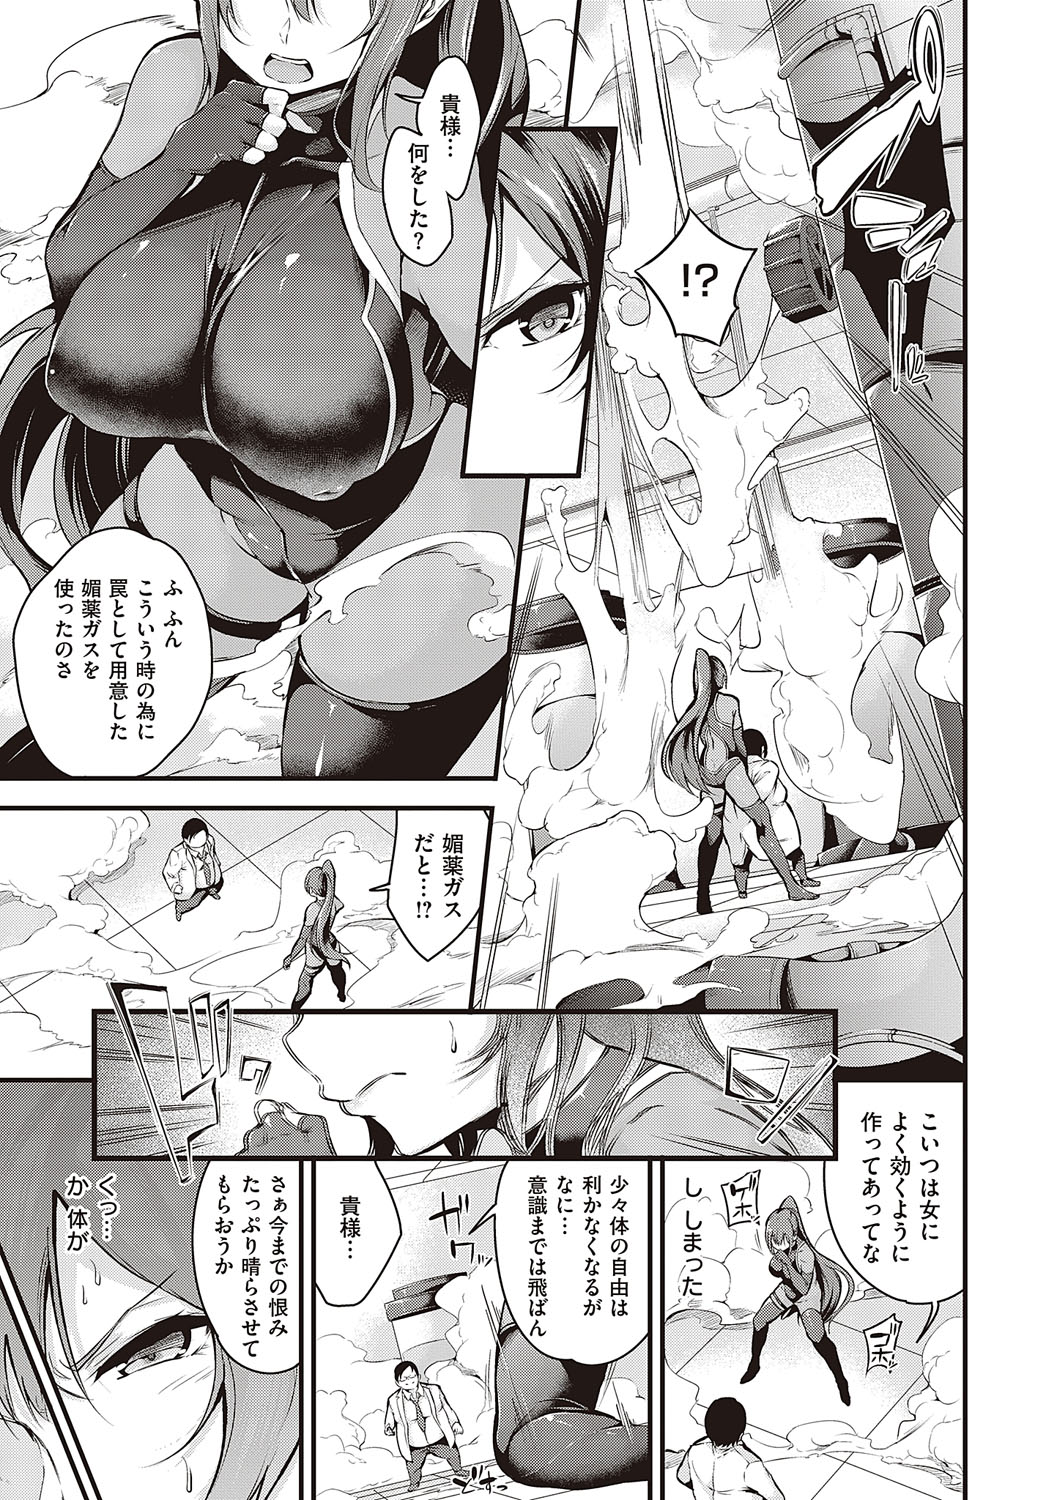 !?
貴様…
何をした?
ふ ふん
こういう時の為に
罠として用意した
媚薬ガスを
使ったのさ
媚薬ガス
だと…!?
こいつは女に
よく効くように
作ってあってな
し しまった
ゲホ
ゴホ
少々体の自由は
利かなくなるが
なに…
意識までは飛ばん
貴様…
ガクッ
どすっ
さぁ今までの恨み
たっぷり晴らさせて
もらおうか
くっ…
か 体が